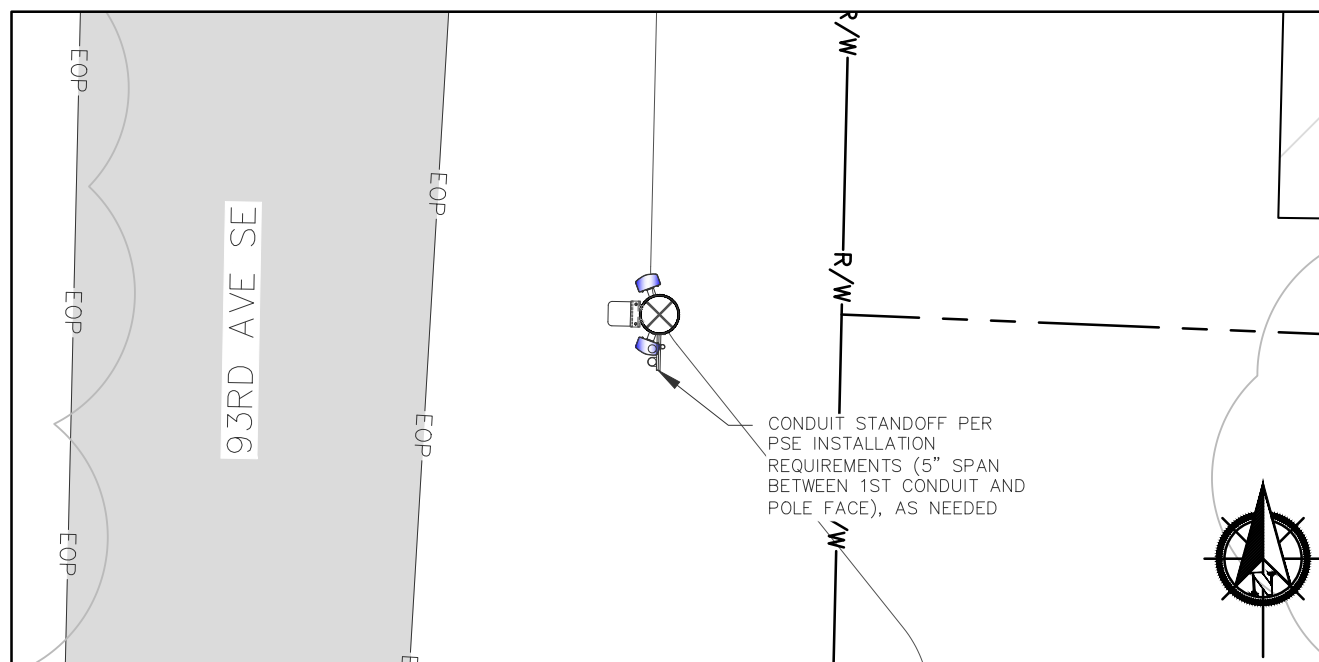 R/W
EOP
EOP
93RD AVE SE
R/W
EOP
EOP
CONDUIT STANDOFF PER
PSE INSTALLATION
REQUIREMENTS (5” SPAN
BETWEEN 1ST CONDUIT AND
POLE FACE), AS NEEDED
/W
EOP
N